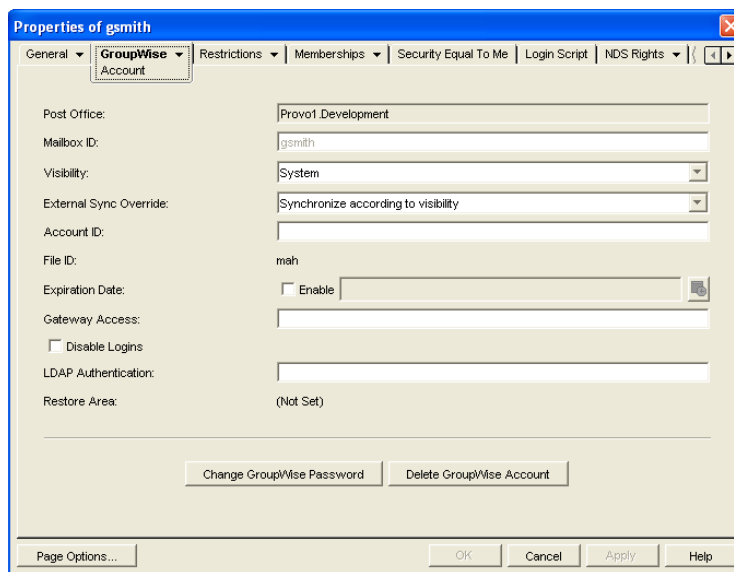 Properties of gsmith
General GroupWise Restrictions Memberships Security Equal To Me Login Script NDS Rights
Account
Post Office: Provo1.Development
Mailbox ID: gsmith
Visibility: System
External Sync Override: Synchronize according to visibility
Account ID:
File ID: mah
Expiration Date: Enable
Gateway Access:
Disable Logins
LDAP Authentication:
Restore Area: (Not Set)
Change GroupWise Password Delete GroupWise Account
Page Options... OK Cancel Apply Help